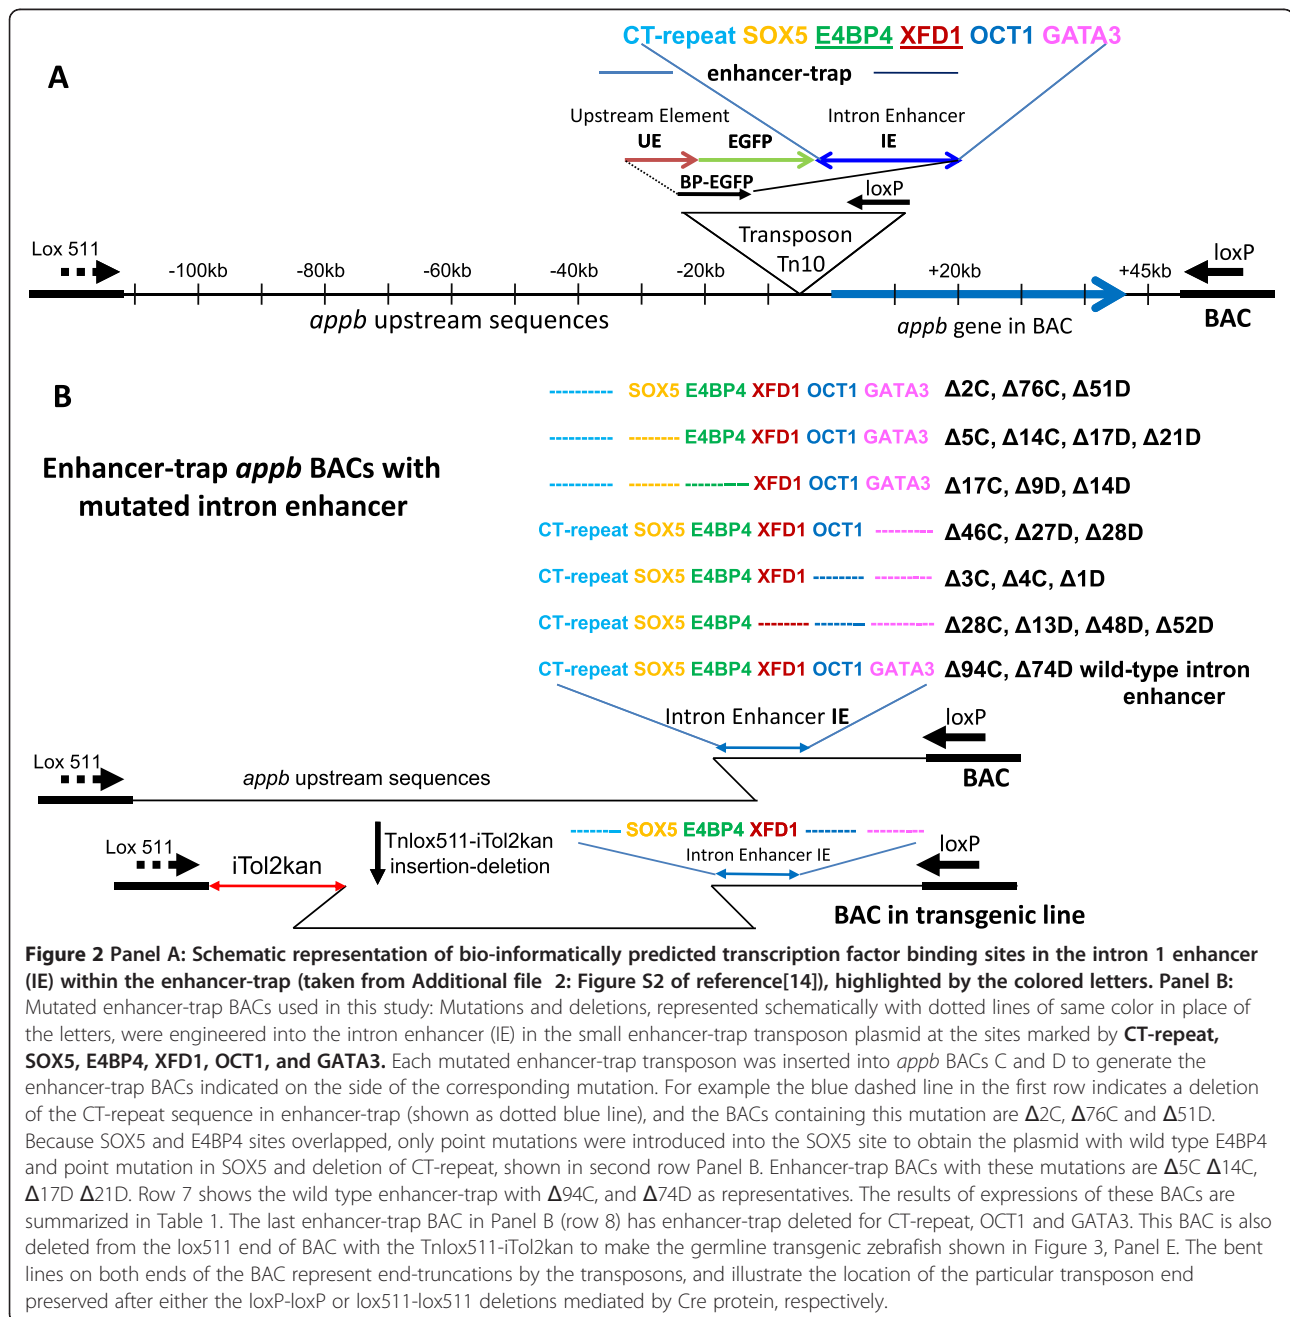 CT-repeat SOX5 E4BP4 XFD1 OCT1 GATA3
A
enhancer-trap
Upstream Element
Intron Enhancer
UE
EGFP
IE
BP-EGFP
loxP
Transposon
Tn10
Lox 511
-100kb
-80kb
-60kb
-40kb
-20kb
+20kb
+45kb
loxP
appb upstream sequences
appb gene in BAC
BAC
B
Enhancer-trap appb BACs with
mutated intron enhancer
SOX5 E4BP4 XFD1 OCT1 GATA3 Δ2C, Δ76C, Δ51D
E4BP4 XFD1 OCT1 GATA3 Δ5C, Δ14C, Δ17D, Δ21D
XFD1 OCT1 GATA3 Δ17C, Δ9D, Δ14D
CT-repeat SOX5 E4BP4 XFD1 OCT1 Δ46C, Δ27D, Δ28D
CT-repeat SOX5 E4BP4 XFD1 Δ3C, Δ4C, Δ1D
CT-repeat SOX5 E4BP4 Δ28C, Δ13D, Δ48D, Δ52D
CT-repeat SOX5 E4BP4 XFD1 OCT1 GATA3 Δ94C, Δ74D wild-type intron
enhancer
Intron Enhancer IE
loxP
Lox 511
appb upstream sequences
BAC
SOX5 E4BP4 XFD1
Lox 511
iTol2kan
Tnlox511-iTol2kan
insertion-deletion
Intron Enhancer IE
loxP
BAC in transgenic line
Figure 2 Panel A: Schematic representation of bio-informatically predicted transcription factor binding sites in the intron 1 enhancer
(IE) within the enhancer-trap (taken from Additional file 2: Figure S2 of reference[14]), highlighted by the colored letters. Panel B:
Mutated enhancer-trap BACs used in this study: Mutations and deletions, represented schematically with dotted lines of same color in place of
the letters, were engineered into the intron enhancer (IE) in the small enhancer-trap transposon plasmid at the sites marked by CT-repeat,
SOX5, E4BP4, XFD1, OCT1, and GATA3. Each mutated enhancer-trap transposon was inserted into appb BACs C and D to generate the
enhancer-trap BACs indicated on the side of the corresponding mutation. For example the blue dashed line in the first row indicates a deletion
of the CT-repeat sequence in enhancer-trap (shown as dotted blue line), and the BACs containing this mutation are Δ2C, Δ76C and Δ51D.
Because SOX5 and E4BP4 sites overlapped, only point mutations were introduced into the SOX5 site to obtain the plasmid with wild type E4BP4
and point mutation in SOX5 and deletion of CT-repeat, shown in second row Panel B. Enhancer-trap BACs with these mutations are Δ5C Δ14C,
Δ17D Δ21D. Row 7 shows the wild type enhancer-trap with Δ94C, and Δ74D as representatives. The results of expressions of these BACs are
summarized in Table 1. The last enhancer-trap BAC in Panel B (row 8) has enhancer-trap deleted for CT-repeat, OCT1 and GATA3. This BAC is also
deleted from the lox511 end of BAC with the Tnlox511-iTol2kan to make the germline transgenic zebrafish shown in Figure 3, Panel E. The bent
lines on both ends of the BAC represent end-truncations by the transposons, and illustrate the location of the particular transposon end
preserved after either the loxP-loxP or lox511-lox511 deletions mediated by Cre protein, respectively.